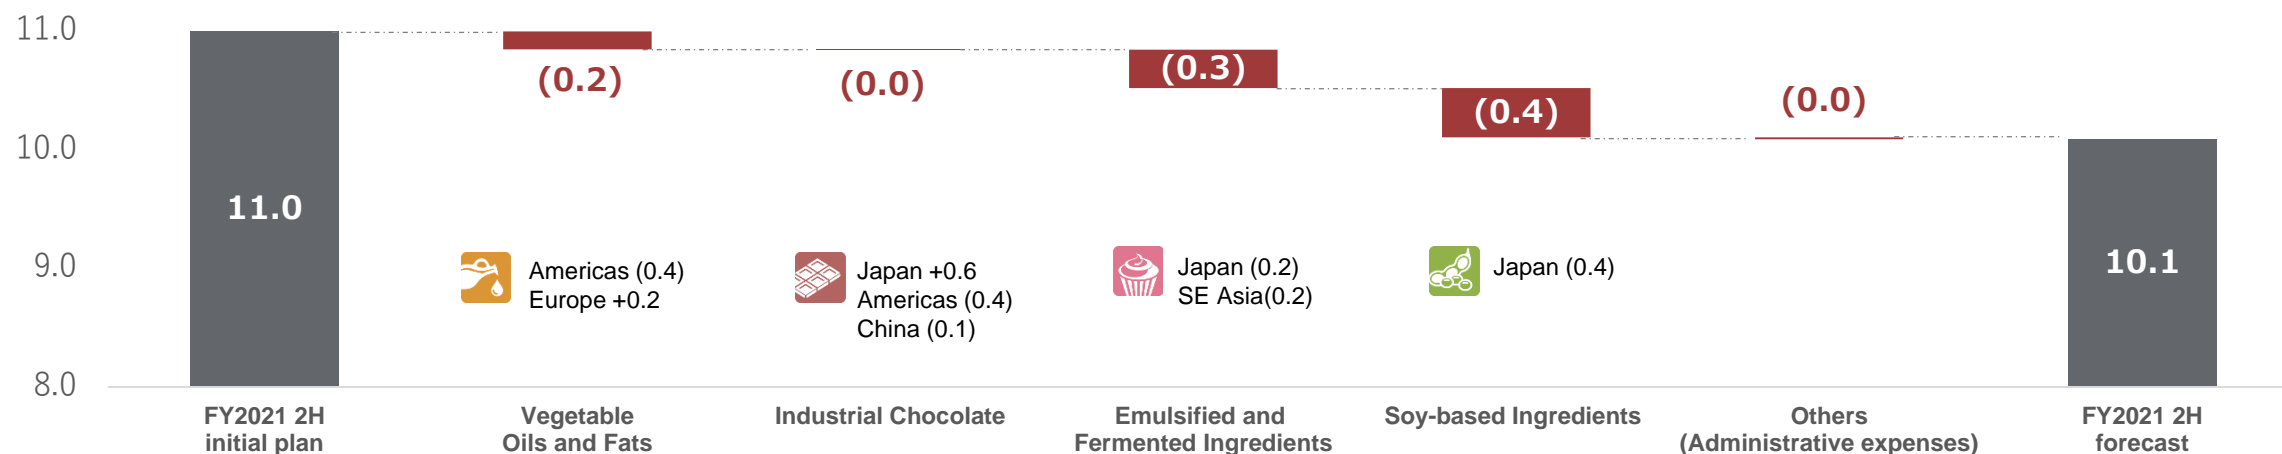 11.0
10.0
9.0
8.0
11.0
(0.2)
(0.0)
(0.3)
(0.4)
(0.0)
10.1
Americas (0.4)
Europe +0.2
Japan +0.6
Americas (0.4)
China (0.1)
Japan (0.2)
SE Asia(0.2)
Japan (0.4)
FY2021 2H
initial plan
Vegetable
Oils and Fats
Industrial Chocolate
Emulsified and
Fermented Ingredients
Soy-based Ingredients
Others
(Administrative expenses)
FY2021 2H
forecast